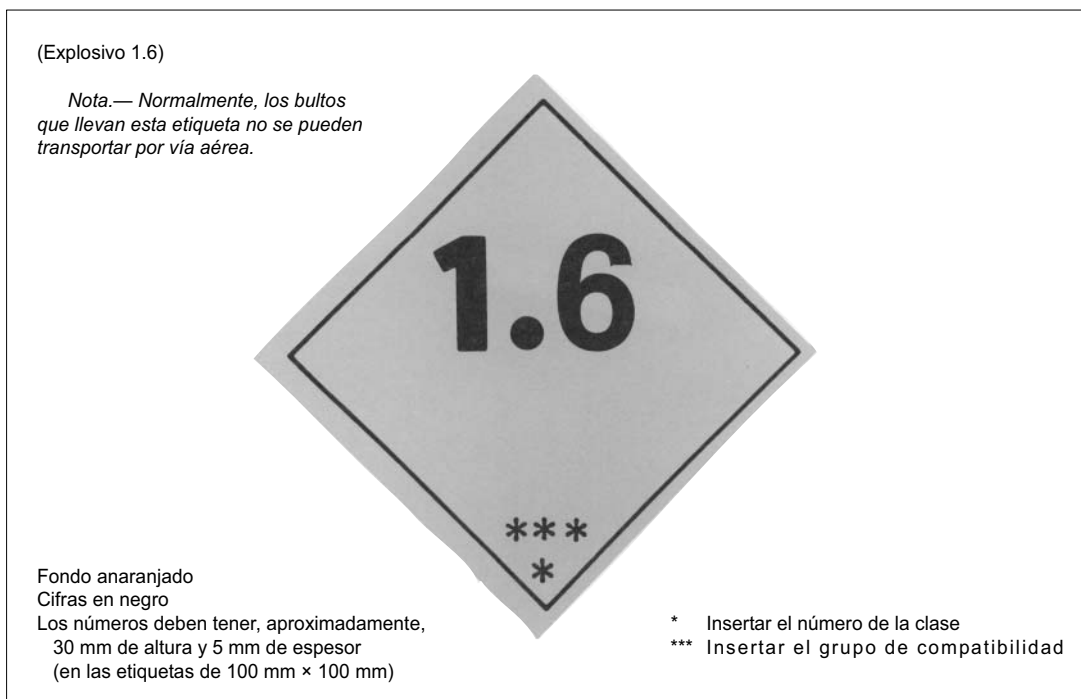 (Explosivo 1.6)
Nota.— Normalmente, los bultos
que llevan esta etiqueta no se pueden
transportar por vía aérea.
1.6
***
*
Fondo anaranjado
Cifras en negro
Los números deben tener, aproximadamente,
30 mm de altura y 5 mm de espesor
(en las etiquetas de 100 mm × 100 mm)
* Insertar el número de la clase
*** Insertar el grupo de compatibilidad